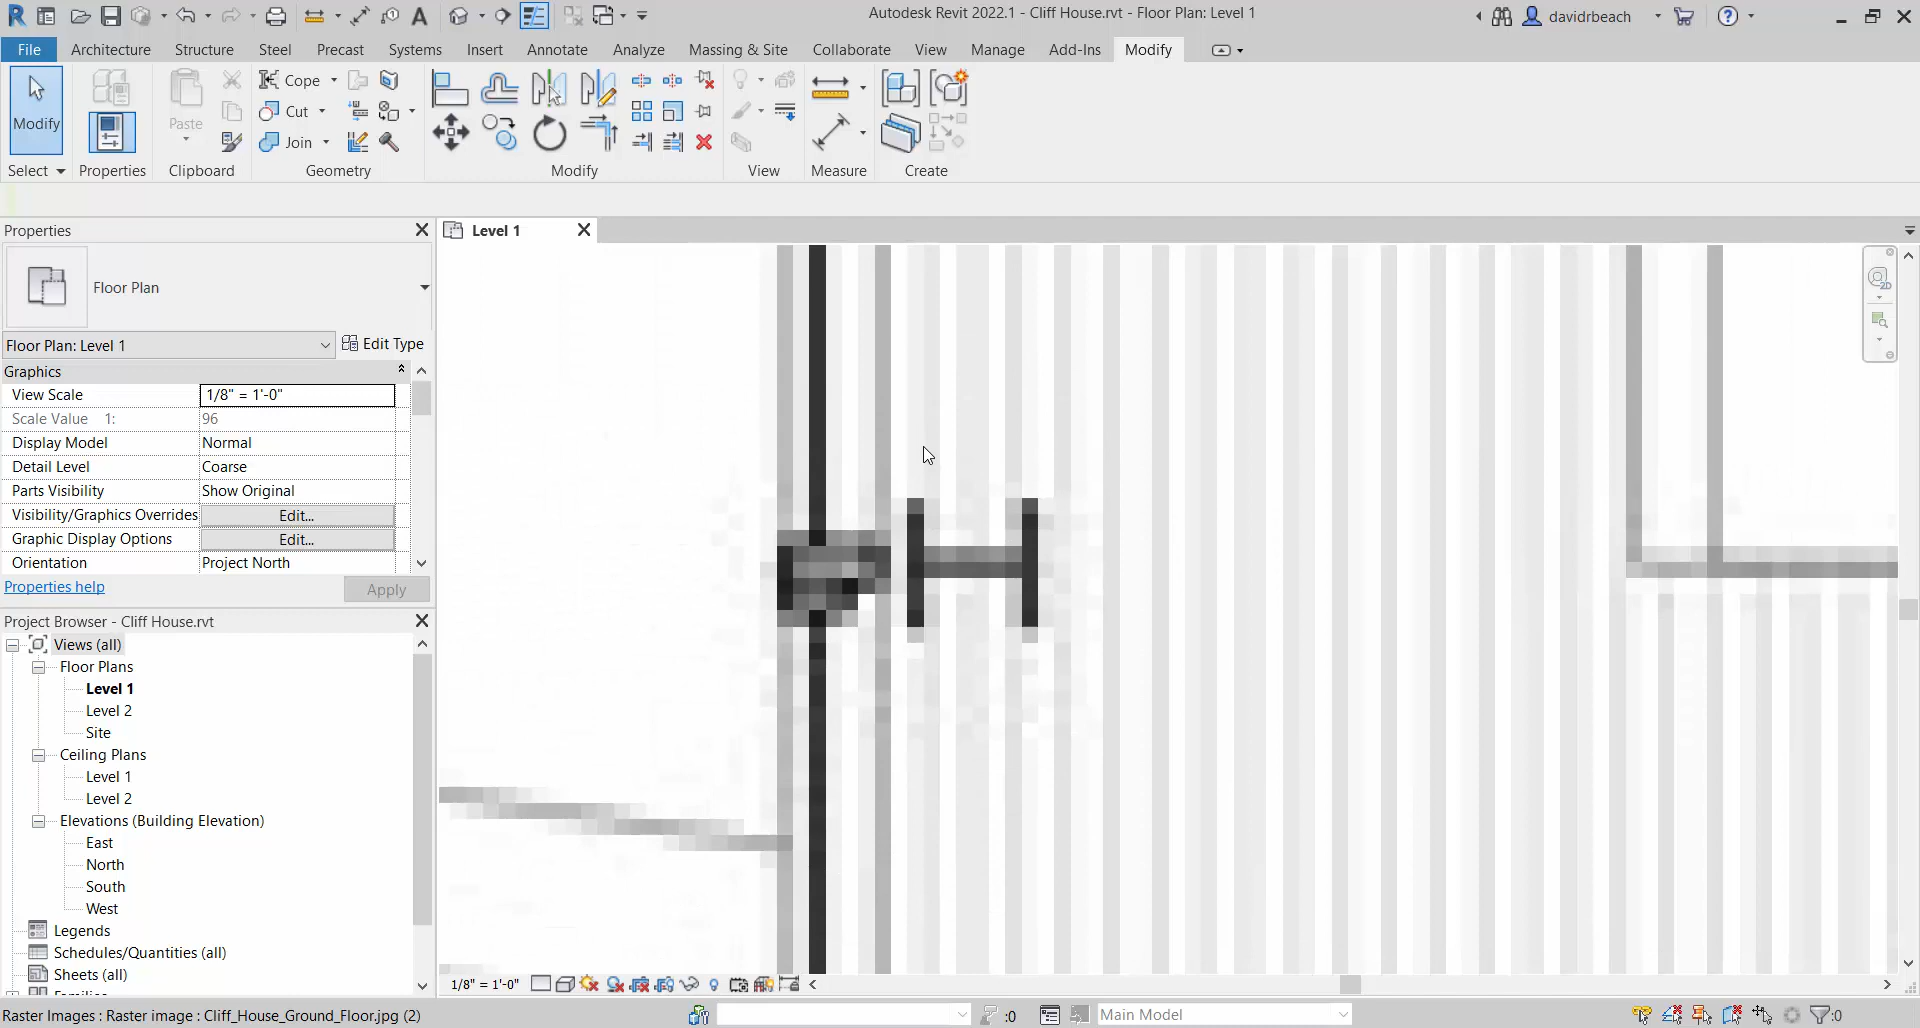 Autodesk Revit 2022.1 - Cliff House.rvt - Floor Plan: Level 1
davidrbeach
File Architecture Structure Steel Precast Systems Insert Annotate Analyze Massing & Site Collaborate View Manage Add-Ins Modify
Modify
Paste
Cope
Cut
Join
Select Properties Clipboard Geometry Modify View Measure Create
Properties
Level 1
Floor Plan
Floor Plan: Level 1
Edit Type
Graphics
View Scale 1/8" = 1'-0"
Scale Value 1: 96
Display Model Normal
Detail Level Coarse
Parts Visibility Show Original
Visibility/Graphics Overrides Edit...
Graphic Display Options Edit...
Orientation Project North
Properties help
Apply
Project Browser - Cliff House.rvt
Views (all)
Floor Plans
Level 1
Level 2
Site
Ceiling Plans
Level 1
Level 2
Elevations (Building Elevation)
East
North
South
West
Legends
Schedules/Quantities (all)
Sheets (all)
2D
1/8" = 1'-0"
Raster Images : Raster image : Cliff_House_Ground_Floor.jpg (2)
:0
Main Model
:0